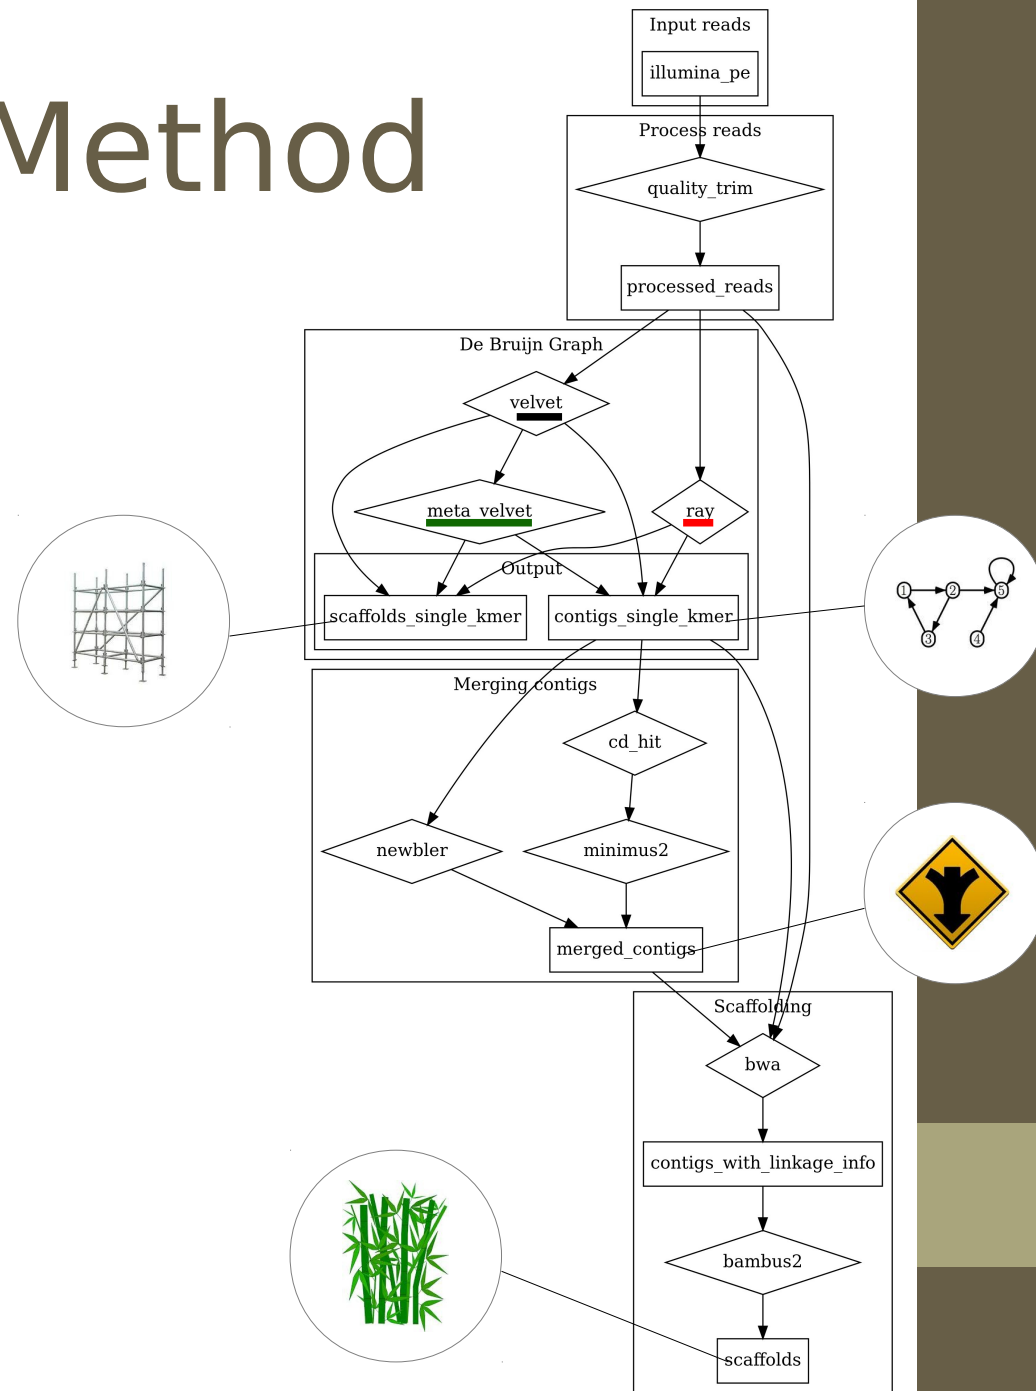 Method
Input reads
illumina_pe
Process reads
quality_trim
processed_reads
De Bruijn Graph
velvet
meta_velvet
ray
Output
scaffolds_single_kmer
contigs_single_kmer
1
2
5
3
4
Merging contigs
cd_hit
newbler
minimus2
merged_contigs
Scaffolding
bwa
contigs_with_linkage_info
bambus2
scaffolds